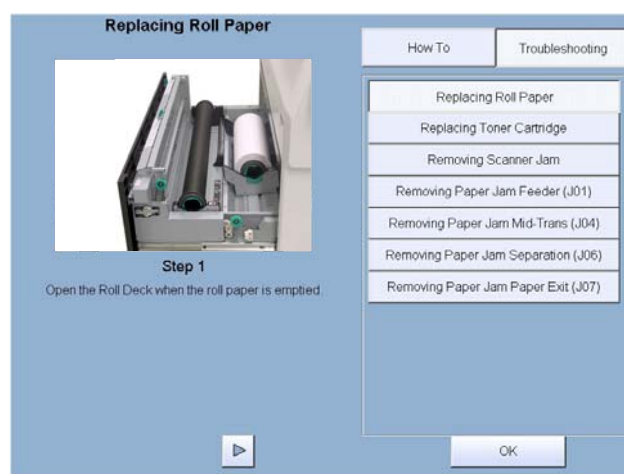 Replacing Roll Paper
Step 1
Open the Roll Deck when the roll paper is emptied.
How To
Troubleshooting
Replacing Roll Paper
Replacing Toner Cartridge
Removing Scanner Jam
Removing Paper Jam Feeder (J01)
Removing Paper Jam Mid-Trans (J04)
Removing Paper Jam Separation (J06)
Removing Paper Jam Paper Exit (J07)
OK